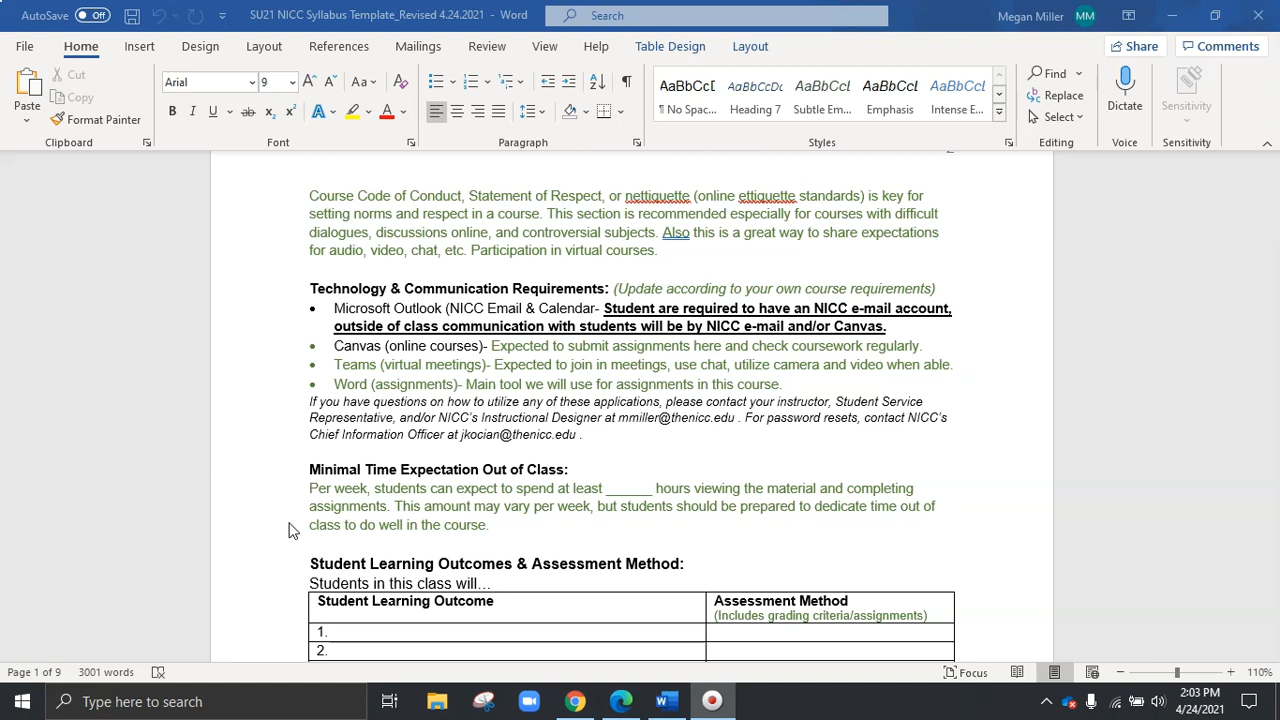 AutoSave Off SU21 NICC Syllabus Template_Revised 4.24.2021 - Word Search Megan Miller MM
File Home Insert Design Layout References Mailings Review View Help Table Design Layout Share Comments
Paste Cut Copy Format Painter
Arial 9
AaBbCcD AaBbCcDc AaBbCcD AaBbCcL AaBbCcD
¶ No Spac... Heading 7 Subtle Em... Emphasis Intense E...
Find Replace Select
Dictate Sensitivity
Clipboard Font Paragraph Styles Editing Voice Sensitivity
Course Code of Conduct, Statement of Respect, or nettiquette (online ettiquette standards) is key for
setting norms and respect in a course. This section is recommended especially for courses with difficult
dialogues, discussions online, and controversial subjects. Also this is a great way to share expectations
for audio, video, chat, etc. Participation in virtual courses.
Technology & Communication Requirements: (Update according to your own course requirements)
• Microsoft Outlook (NICC Email & Calendar- Student are required to have an NICC e-mail account,
outside of class communication with students will be by NICC e-mail and/or Canvas.
• Canvas (online courses)- Expected to submit assignments here and check coursework regularly.
• Teams (virtual meetings)- Expected to join in meetings, use chat, utilize camera and video when able.
• Word (assignments)- Main tool we will use for assignments in this course.
If you have questions on how to utilize any of these applications, please contact your instructor, Student Service
Representative, and/or NICC's Instructional Designer at mmiller@thenicc.edu . For password resets, contact NICC's
Chief Information Officer at jkocian@thenicc.edu .
Minimal Time Expectation Out of Class:
Per week, students can expect to spend at least ______ hours viewing the material and completing
assignments. This amount may vary per week, but students should be prepared to dedicate time out of
class to do well in the course.
Student Learning Outcomes & Assessment Method:
Students in this class will…
Student Learning Outcome Assessment Method
(Includes grading criteria/assignments)
1.
2.
Page 1 of 9 3001 words Focus 110%
Type here to search 2:03 PM
4/24/2021